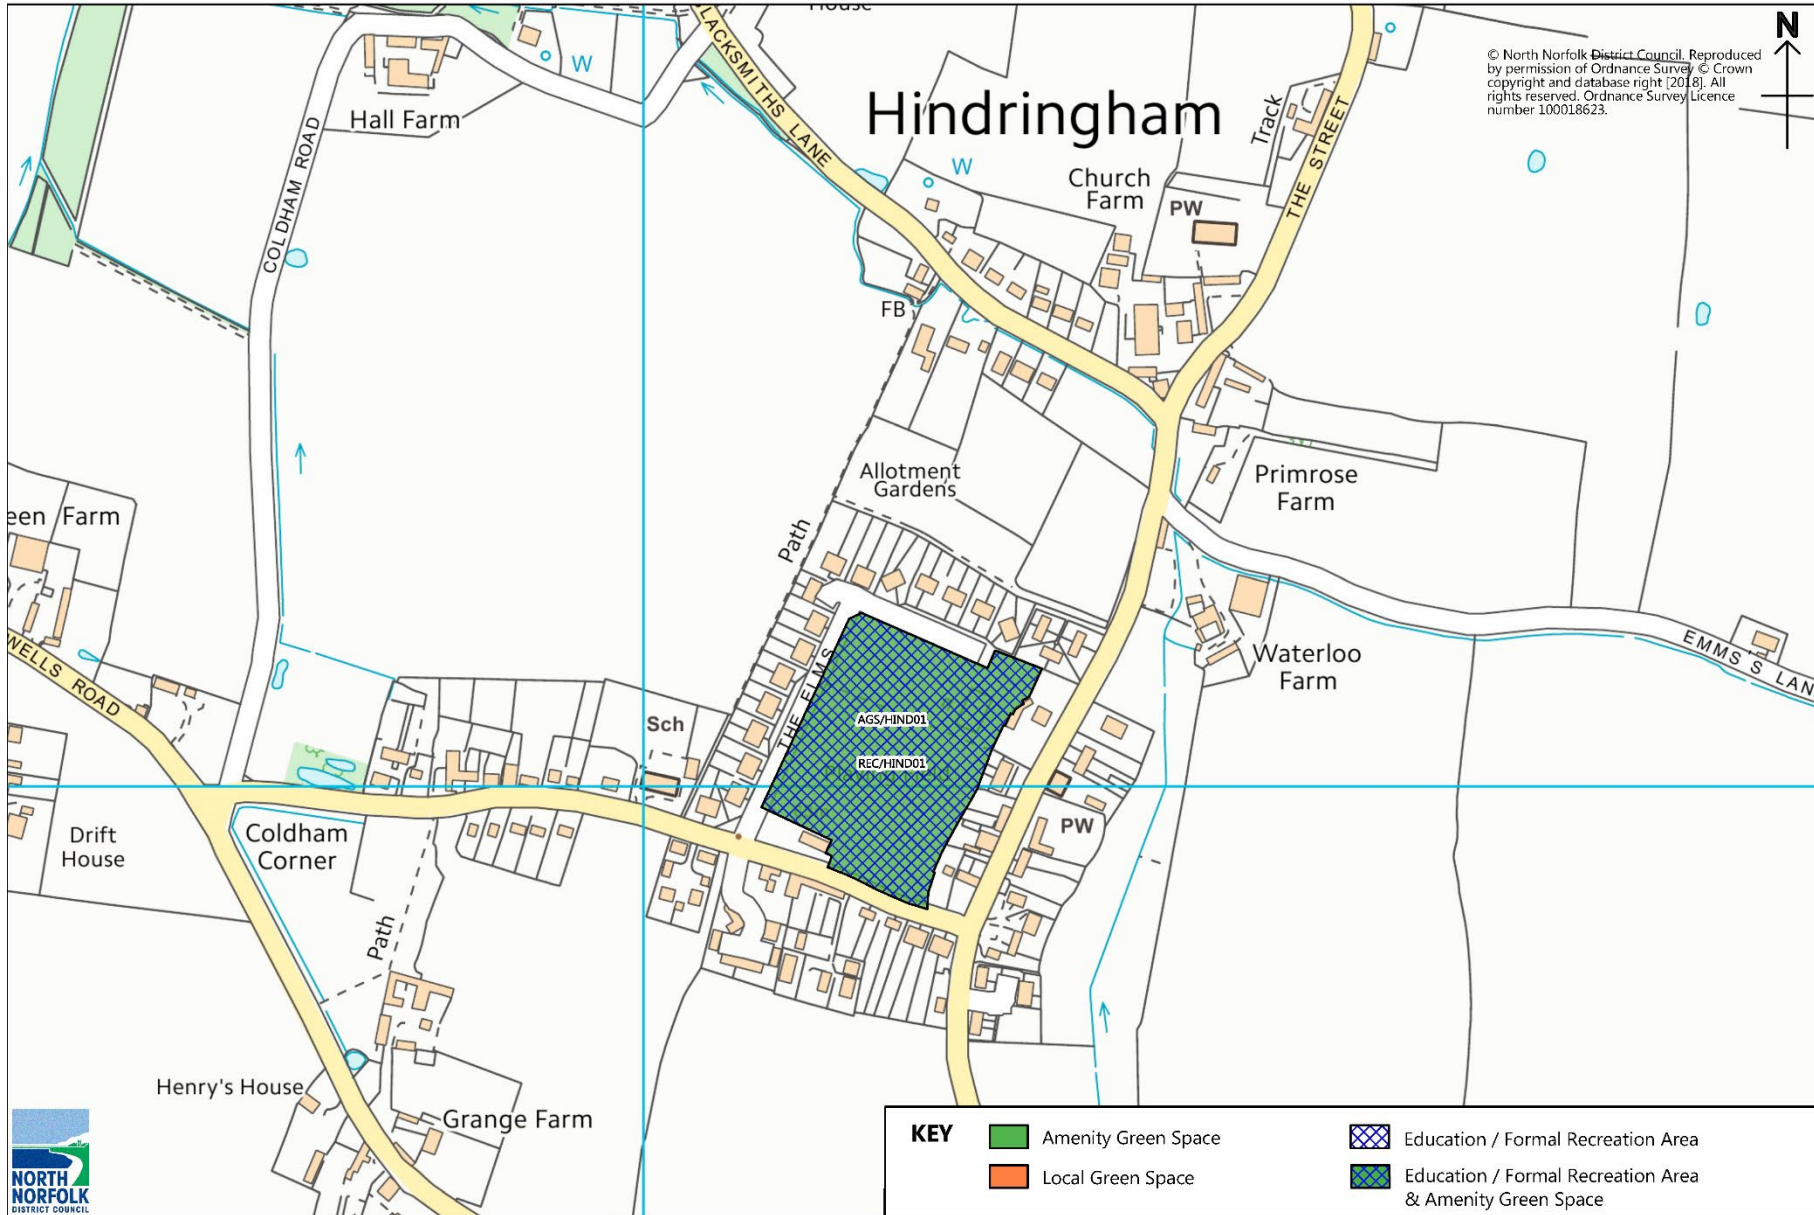 N
© North Norfolk District Council. Reproduced
by permission of Ordnance Survey © Crown
copyright and database right [2018]. All
rights reserved. Ordnance Survey Licence
number 100018623.
House
W
Hall Farm
COLDHAM ROAD
LACKSMITHS LANE
Hindringham
Track
THE STREET
W
Church
Farm
PW
FB
Allotment
Gardens
Path
Primrose
Farm
een Farm
WELLS ROAD
Waterloo
Farm
EMMS'S LAN
Sch
THE ELMS
AGS/HIND01
REC/HIND01
PW
Drift
House
Coldham
Corner
Path
Henry's House
Grange Farm
NORTH
NORFOLK
DISTRICT COUNCIL
KEY
Amenity Green Space
Local Green Space
Education / Formal Recreation Area
Education / Formal Recreation Area
& Amenity Green Space